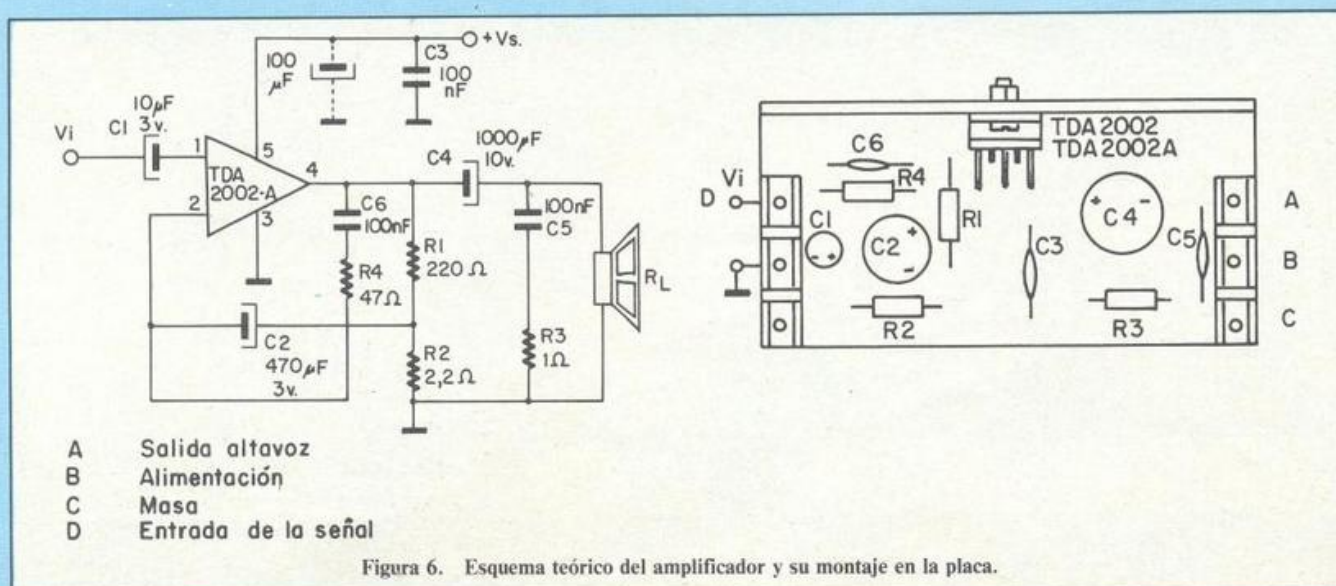 100
µF
C3
100
nF
+Vs.
10µF
3v.
C1
Vi
1
5
TDA
2002-A
4
2
3
1000µF
10v.
C4
C6
100nF
R1
220 Ω
R4
47Ω
100nF
C5
RL
C2
470µF
3v.
R2
2,2 Ω
R3
1Ω
TDA 2002
TDA 2002A
C6
R4
Vi
D
C1
C2
+
-
- +
R1
C3
+ -
C4
C5
A
B
C
R2
R3
A Salida altavoz
B Alimentación
C Masa
D Entrada de la señal
Figura 6. Esquema teórico del amplificador y su montaje en la placa.